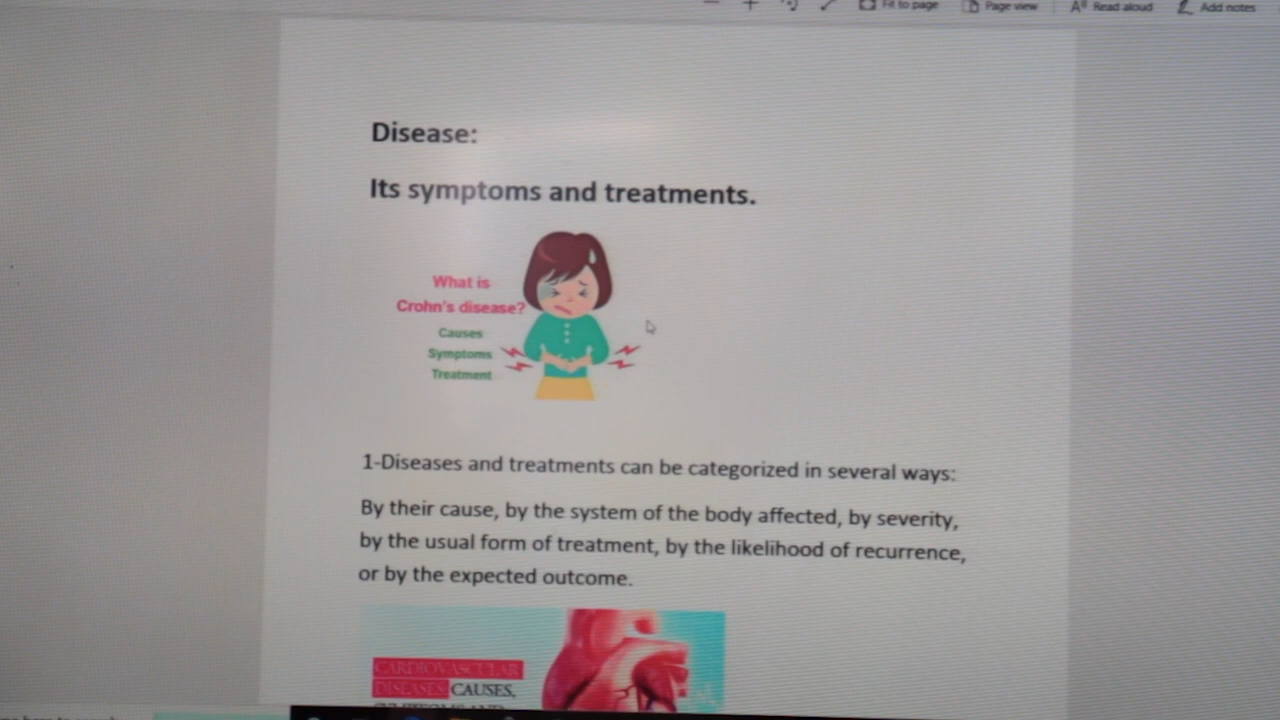 Fit to page
Page view
Read aloud
Add notes
Disease:
Its symptoms and treatments.
What is
Crohn's disease?
Causes
Symptoms
Treatment
1-Diseases and treatments can be categorized in several ways:
By their cause, by the system of the body affected, by severity,
by the usual form of treatment, by the likelihood of recurrence,
or by the expected outcome.
CARDIOVASCULAR
DISEASES: CAUSES,